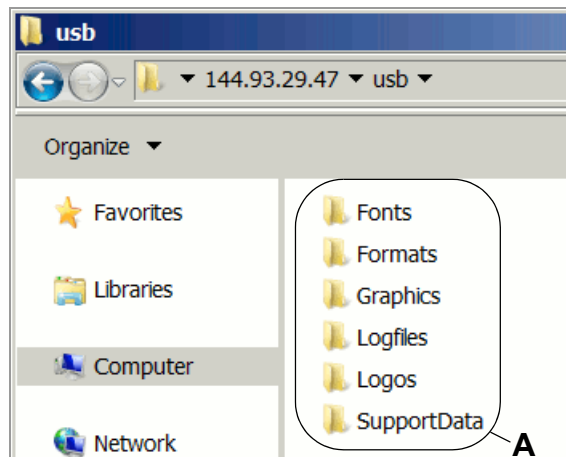 usb
144.93.29.47 usb
Organize
Favorites
Libraries
Computer
Network
Fonts
Formats
Graphics
Logfiles
Logos
SupportData
A